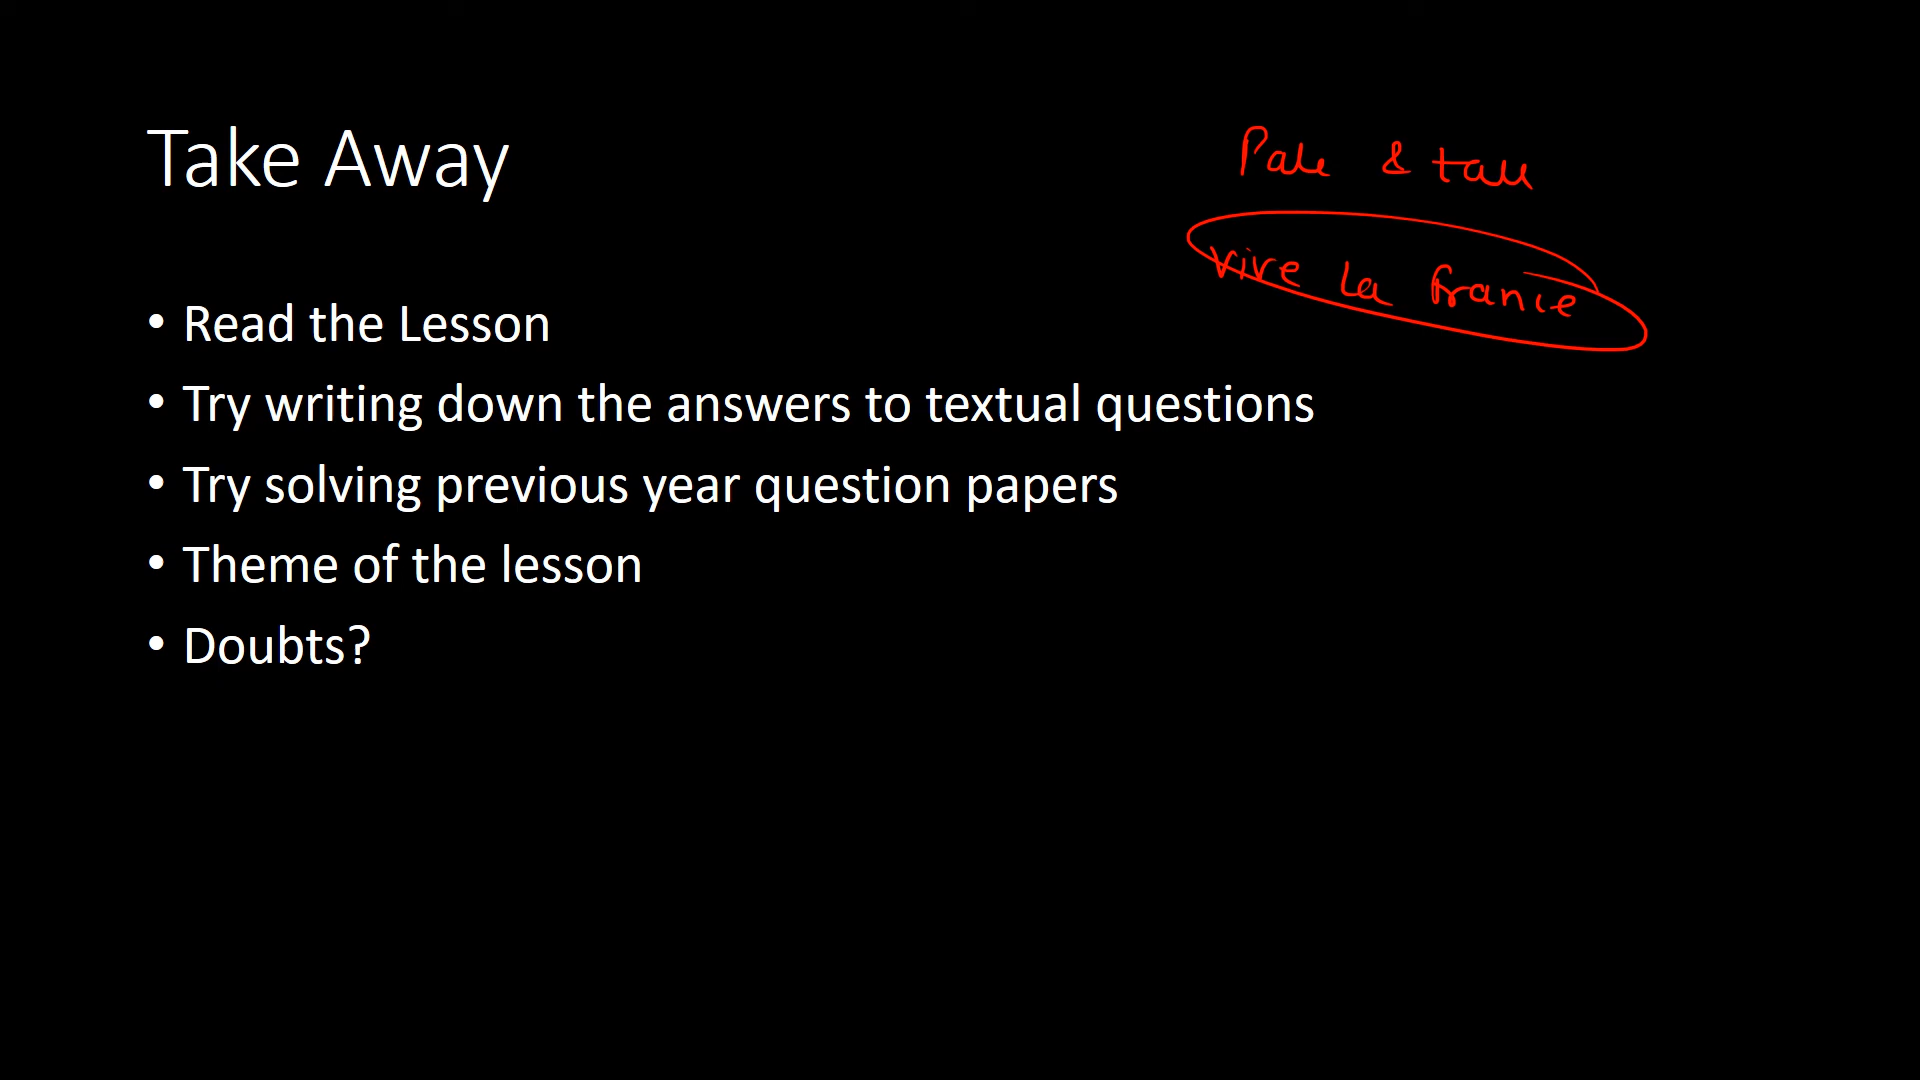 Take Away
Pale & tall
Vive La france
• Read the Lesson
• Try writing down the answers to textual questions
• Try solving previous year question papers
• Theme of the lesson
• Doubts?